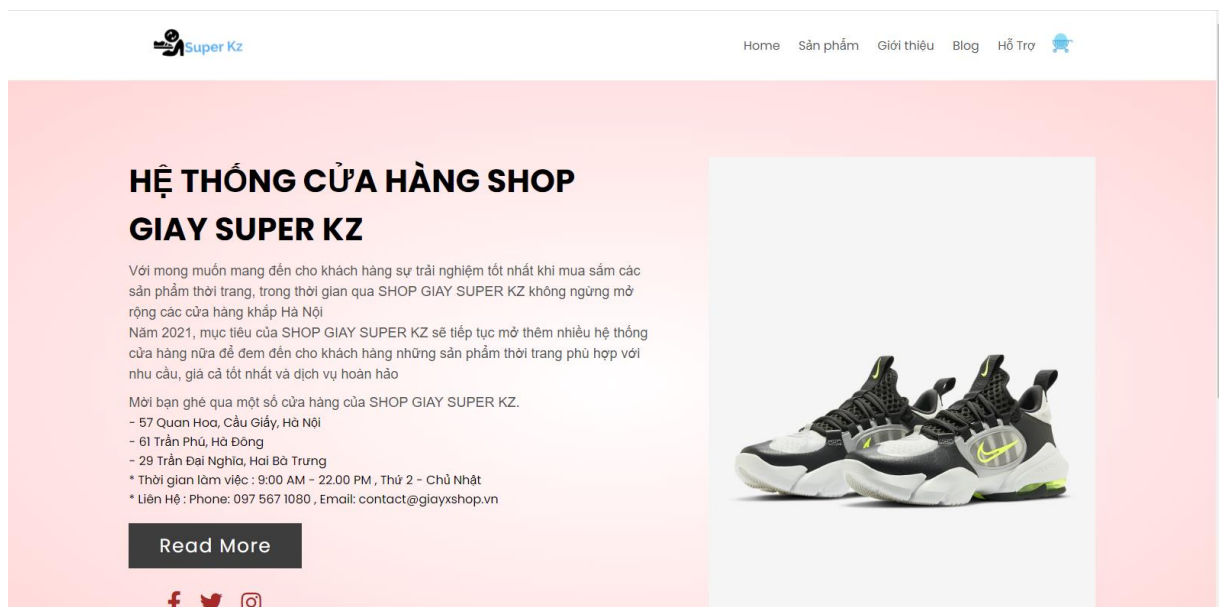 Super Kz
Home Sản phẩm Giới thiệu Blog Hỗ Trợ
HỆ THỐNG CỬA HÀNG SHOP
GIAY SUPER KZ
Với mong muốn mang đến cho khách hàng sự trải nghiệm tốt nhất khi mua sắm các
sản phẩm thời trang, trong thời gian qua SHOP GIAY SUPER KZ không ngừng mở
rộng các cửa hàng khắp Hà Nội
Năm 2021, mục tiêu của SHOP GIAY SUPER KZ sẽ tiếp tục mở thêm nhiều hệ thống
cửa hàng nữa để đem đến cho khách hàng những sản phẩm thời trang phù hợp với
nhu cầu, giá cả tốt nhất và dịch vụ hoàn hảo
Mời bạn ghé qua một số cửa hàng của SHOP GIAY SUPER KZ.
- 57 Quan Hoa, Cầu Giấy, Hà Nội
- 61 Trần Phú, Hà Đông
- 29 Trần Đại Nghĩa, Hai Bà Trưng
* Thời gian làm việc : 9:00 AM - 22.00 PM , Thứ 2 - Chủ Nhật
* Liên Hệ : Phone: 097 567 1080 , Email: contact@giayxshop.vn
Read More